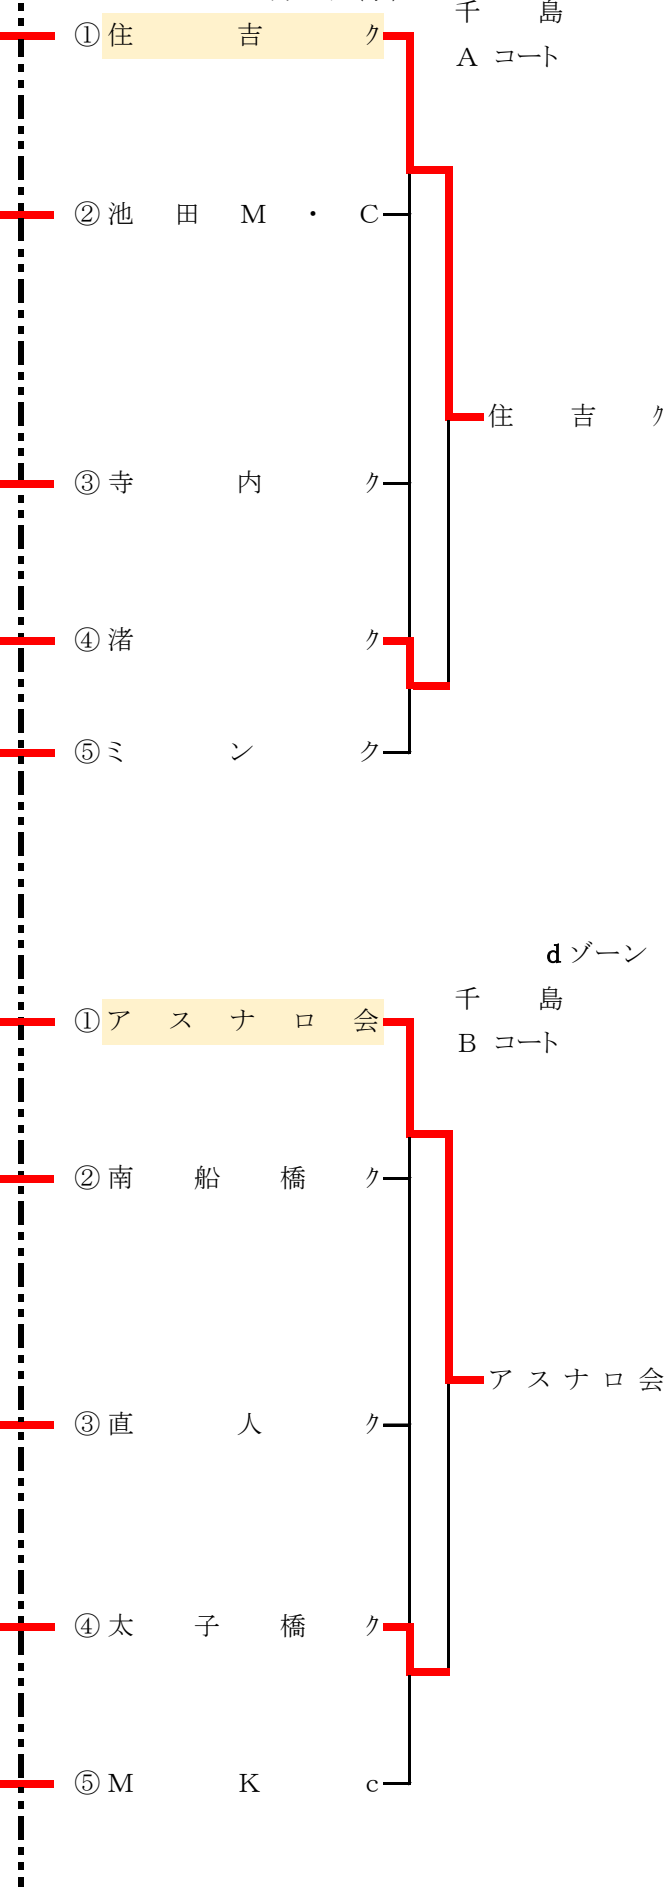 千 島
①住 吉 ク
A コート
②池 田 M ・ C
住 吉 ク
③寺 内 ク
④渚 ク
⑤ミ ン ク
dゾーン
千 島
①ア ス ナ ロ 会
B コート
②南 船 橋 ク
アスナロ会
③直 人 ク
④太 子 橋 ク
⑤M K c